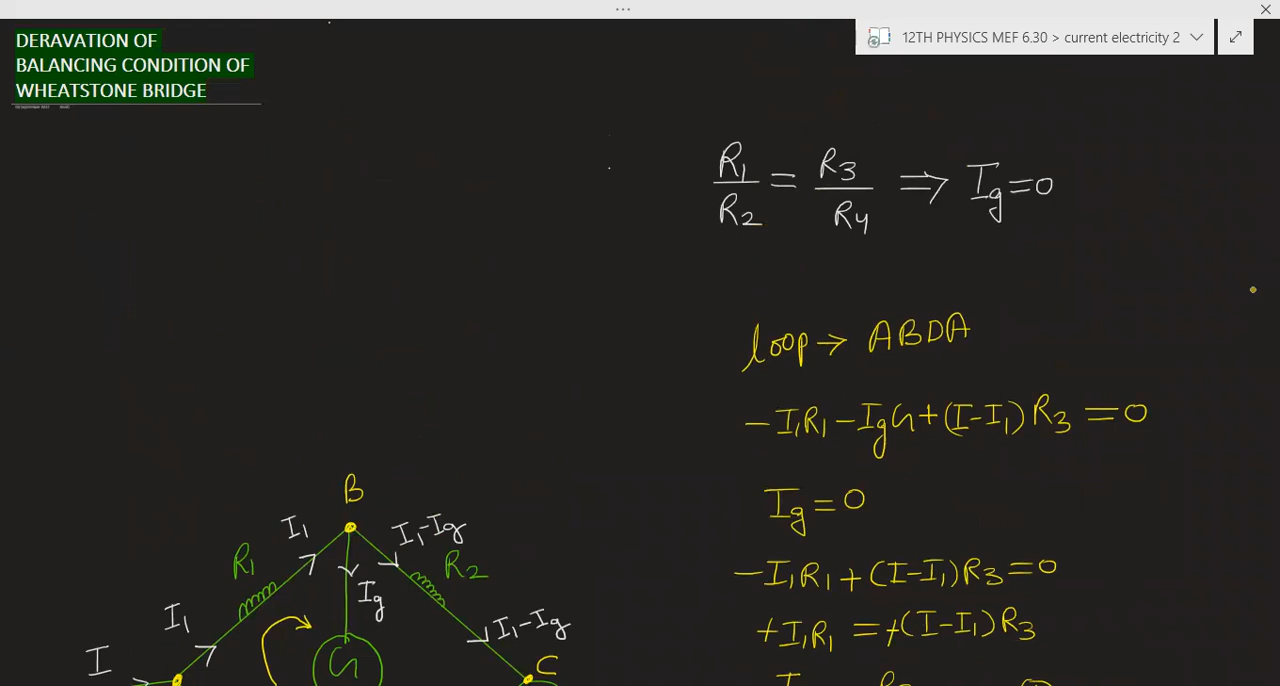 12TH PHYSICS MEF 6.30 > current electricity 2
DERAVATION OF
BALANCING CONDITION OF
WHEATSTONE BRIDGE
R1/R2 = R3/R4 ⟹ Ig=0
loop → ABDA
-I1R1 - IgG + (I-I1)R3 = 0
Ig = 0
-I1R1 + (I-I1)R3 = 0
+I1R1 = +(I-I1)R3
B
I1
I1-Ig
R1
R2
Ig
I1
I1-Ig
I
G
C